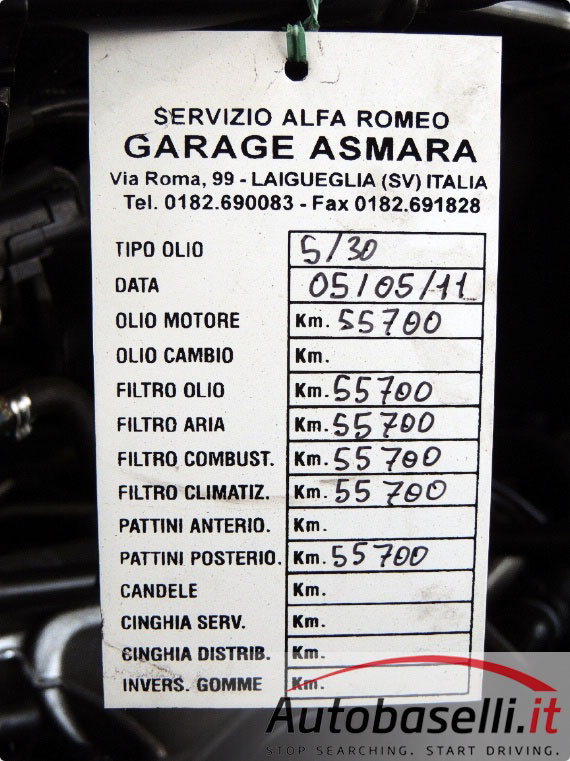 SERVIZIO ALFA ROMEO
GARAGE ASMARA
Via Roma, 99 - LAIGUEGLIA (SV) ITALIA
Tel. 0182.690083 - Fax 0182.691828
TIPO OLIO 5/30
DATA 05/05/11
OLIO MOTORE Km. 55700
OLIO CAMBIO Km.
FILTRO OLIO Km. 55700
FILTRO ARIA Km. 55700
FILTRO COMBUST. Km. 55700
FILTRO CLIMATIZ. Km. 55700
PATTINI ANTERIO. Km.
PATTINI POSTERIO. Km. 55700
CANDELE Km.
CINGHIA SERV. Km.
CINGHIA DISTRIB. Km.
INVERS. GOMME Km.
Autobaselli.it
STOP SEARCHING. START DRIVING.